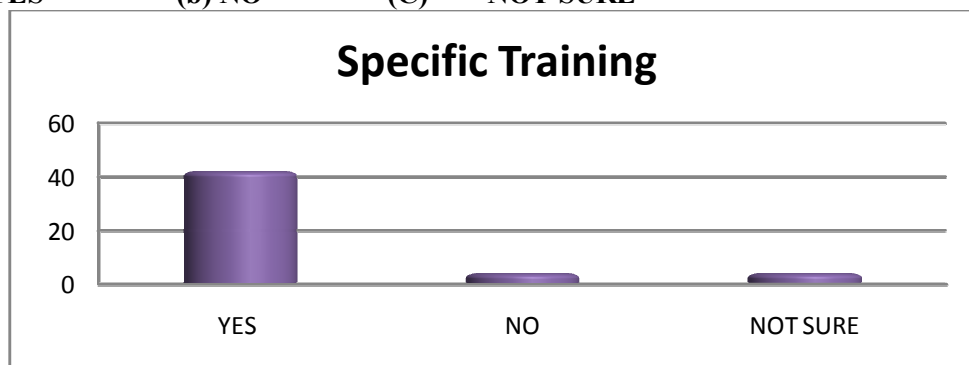 (b) NO (C) NOT SURE
Specific Training
60
40
20
0
YES NO NOT SURE